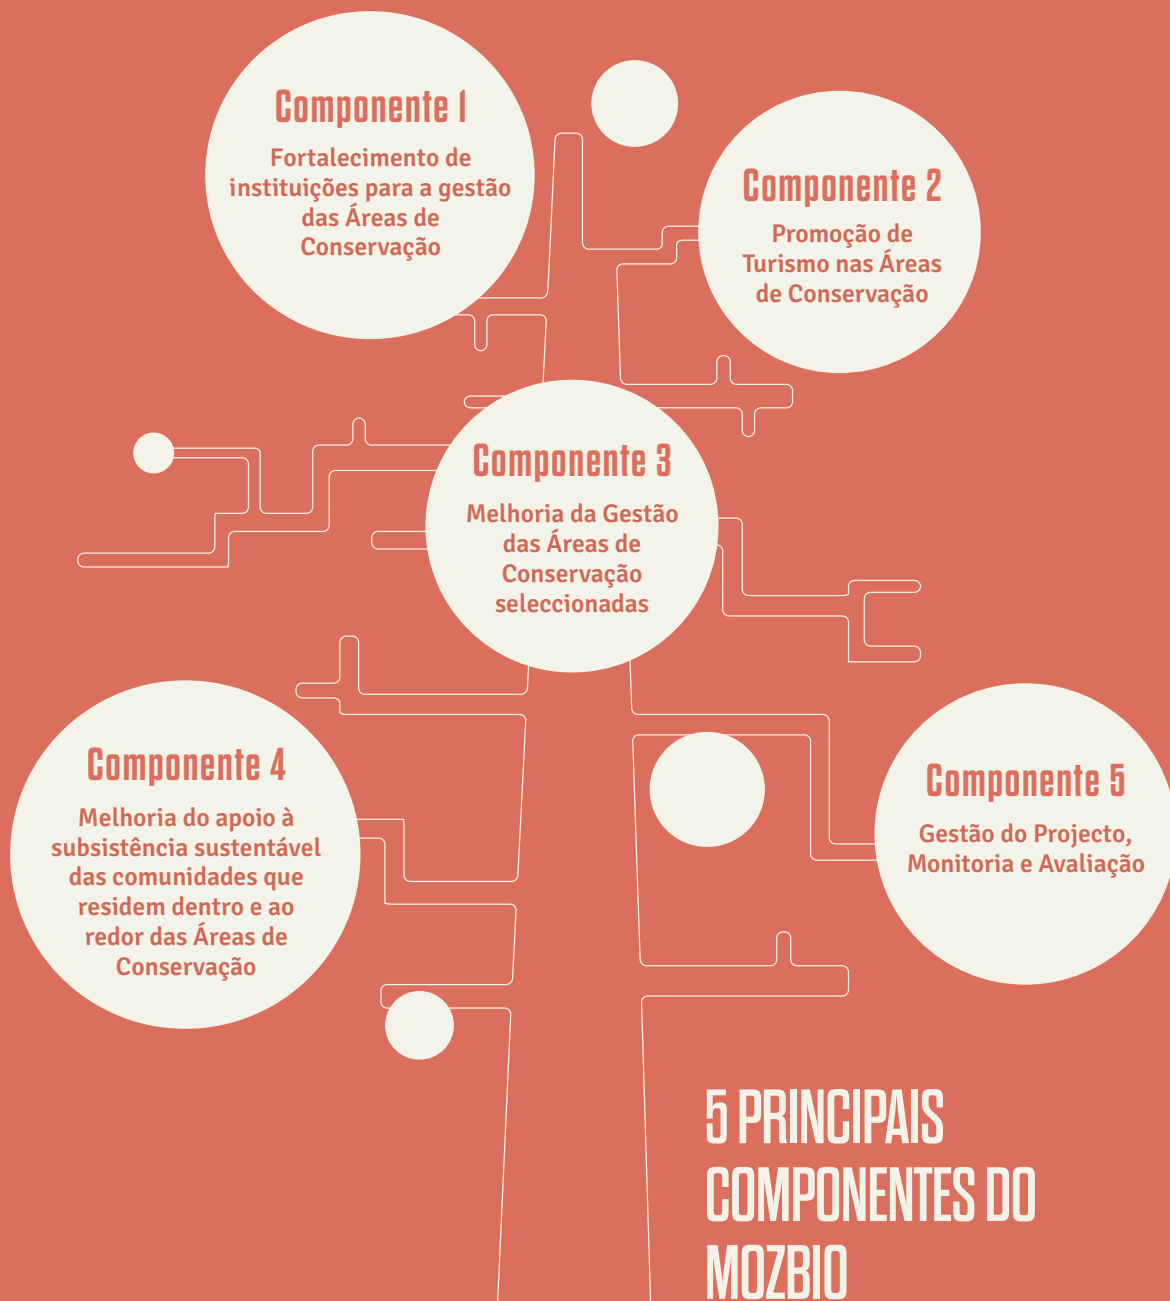 Componente 1
Fortalecimento de
instituições para a gestão
das Áreas de
Conservação
Componente 2
Promoção de
Turismo nas Áreas
de Conservação
Componente 3
Melhoria da Gestão
das Áreas de
Conservação
seleccionadas
Componente 4
Melhoria do apoio à
subsistência sustentável
das comunidades que
residem dentro e ao
redor das Áreas de
Conservação
Componente 5
Gestão do Projecto,
Monitoria e Avaliação
5 PRINCIPAIS
COMPONENTES DO
MOZBIO